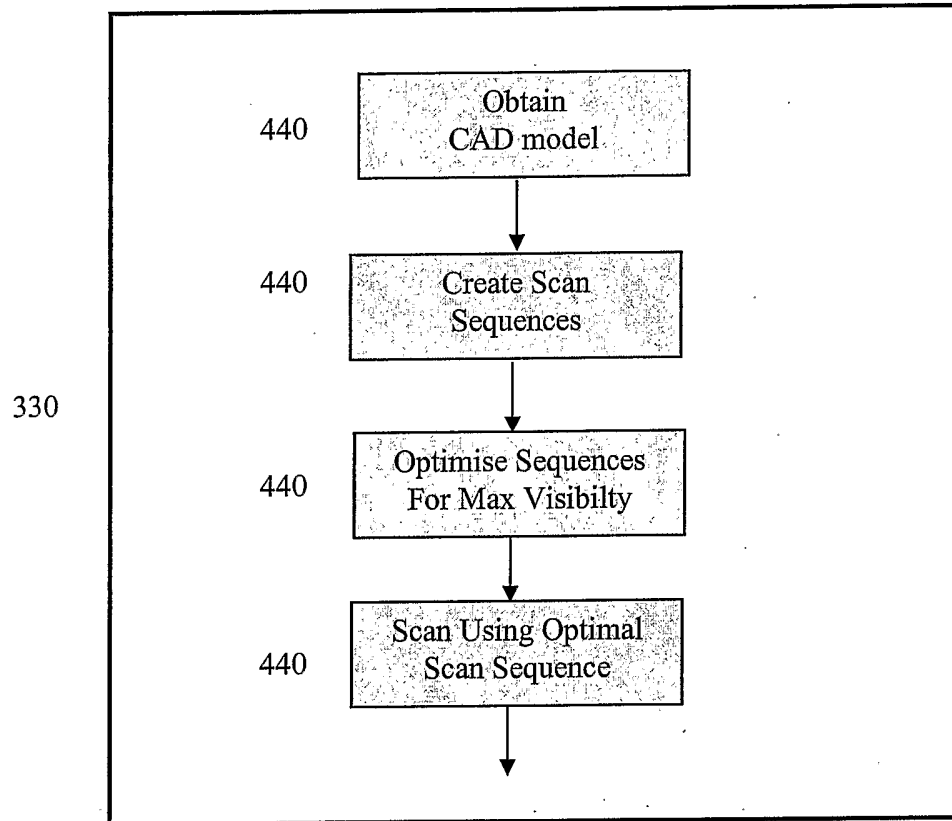 440
Obtain
CAD model
440
Create Scan
Sequences
330
440
Optimise Sequences
For Max Visibilty
440
Scan Using Optimal
Scan Sequence